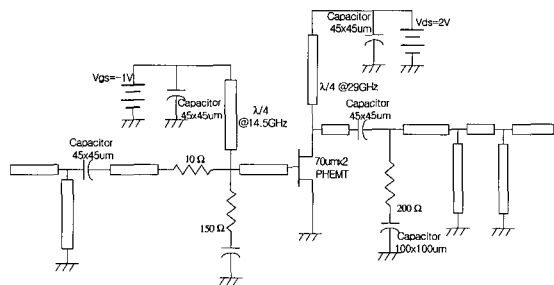 Capacitor
45x45um
Vds=2V
Vgs=-1V
Capacitor
45x45um
λ/4
@14.5GHz
λ/4 @29GHz
Capacitor
45x45um
Capacitor
45x45um
10 Ω
70umx2
PHEMT
150 Ω
200 Ω
Capacitor
100x100um